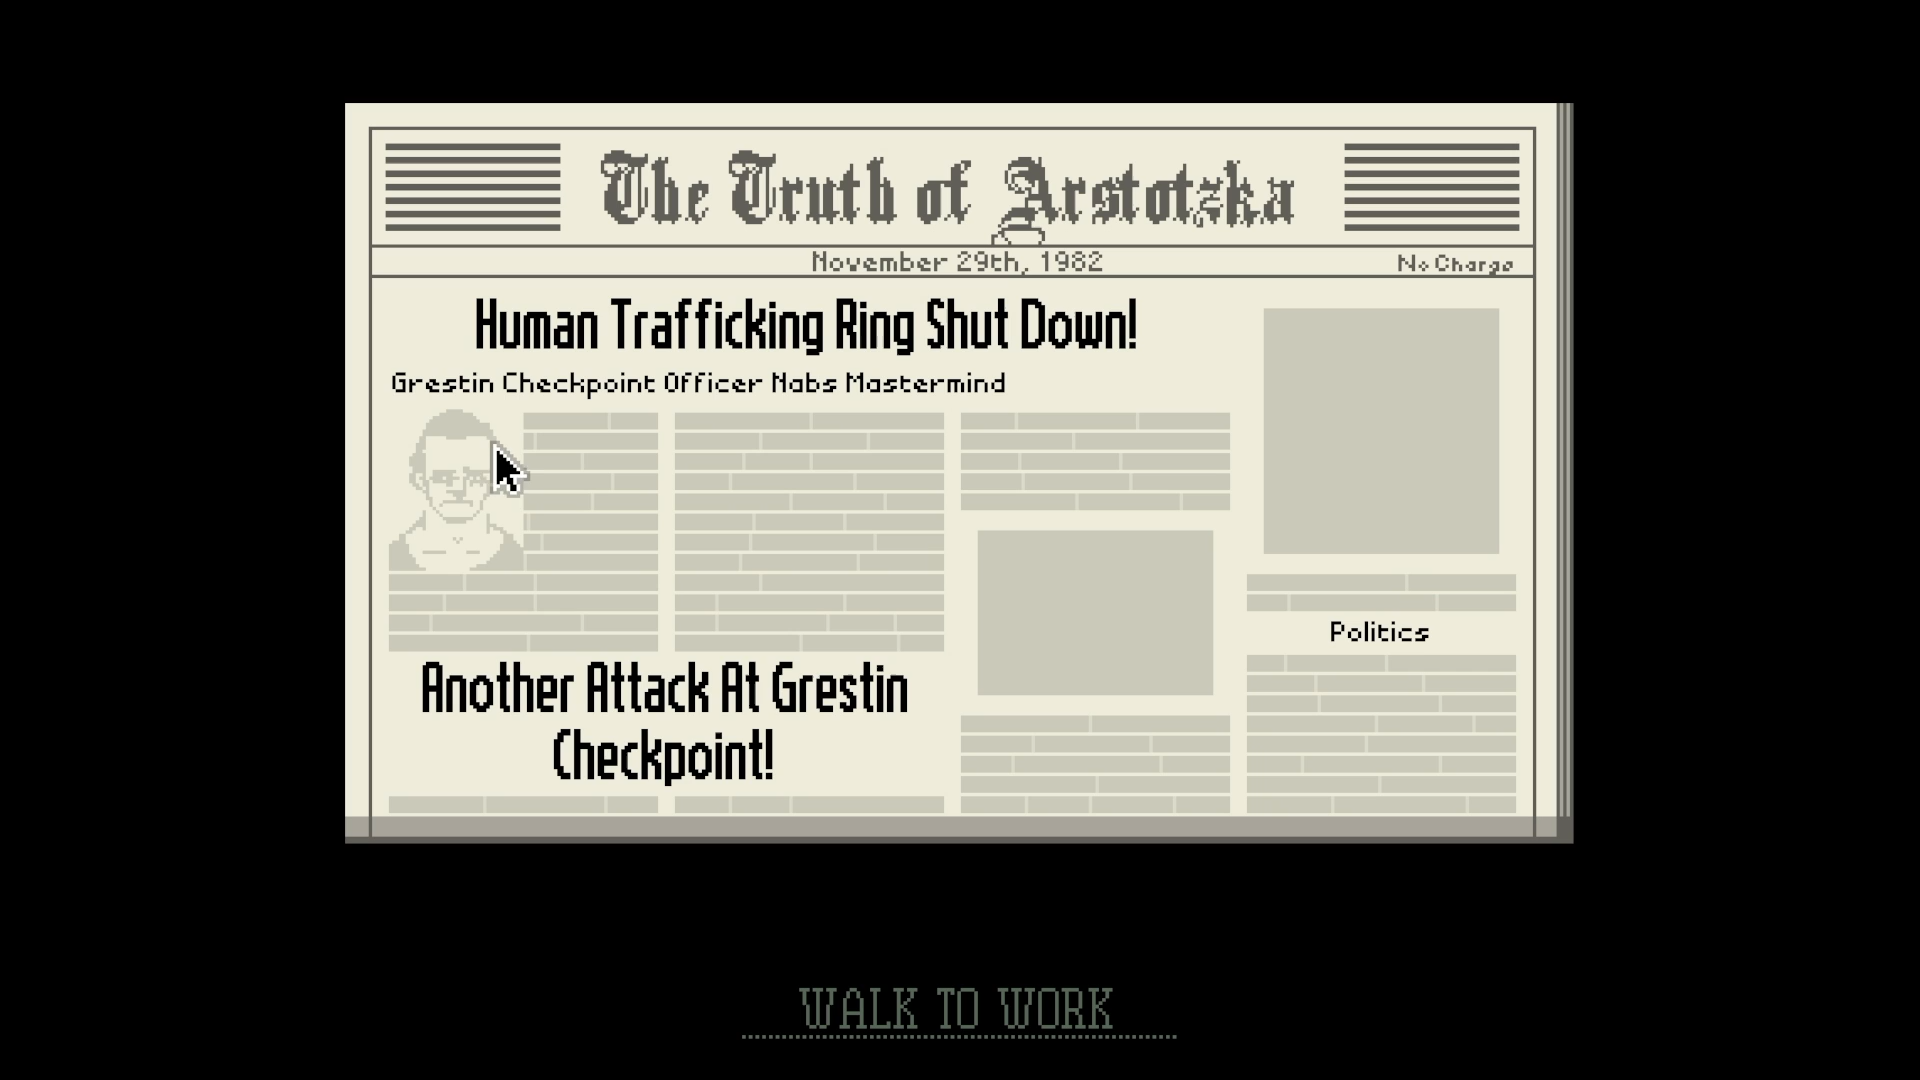 The Truth of Arstotzka
November 29th, 1982
No Charge
Human Trafficking Ring Shut Down!
Grestin Checkpoint Officer Nabs Mastermind
Another Attack At Grestin
Checkpoint!
Politics
WALK TO WORK